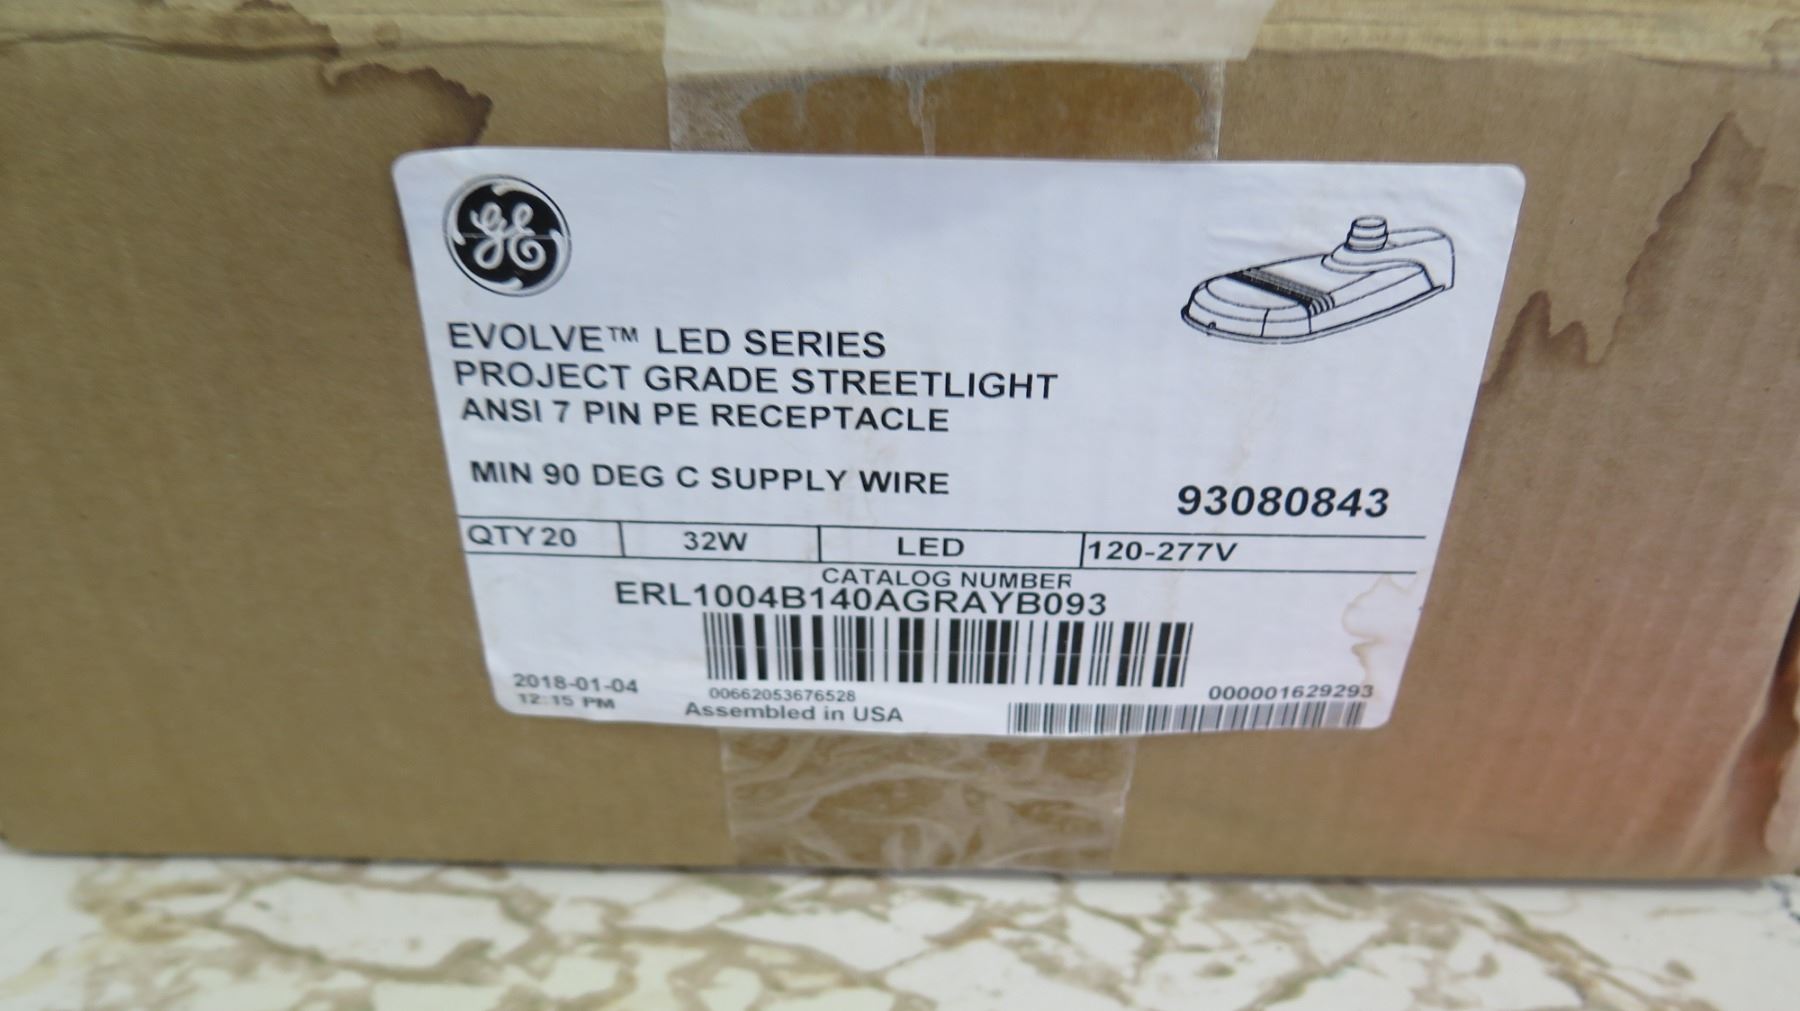 GE
EVOLVE™ LED SERIES
PROJECT GRADE STREETLIGHT
ANSI 7 PIN PE RECEPTACLE
MIN 90 DEG C SUPPLY WIRE
93080843
QTY 20 32W LED 120-277V
CATALOG NUMBER
ERL1004B140AGRAYB093
2018-01-04
12:15 PM
00662053676528
Assembled in USA
000001629293